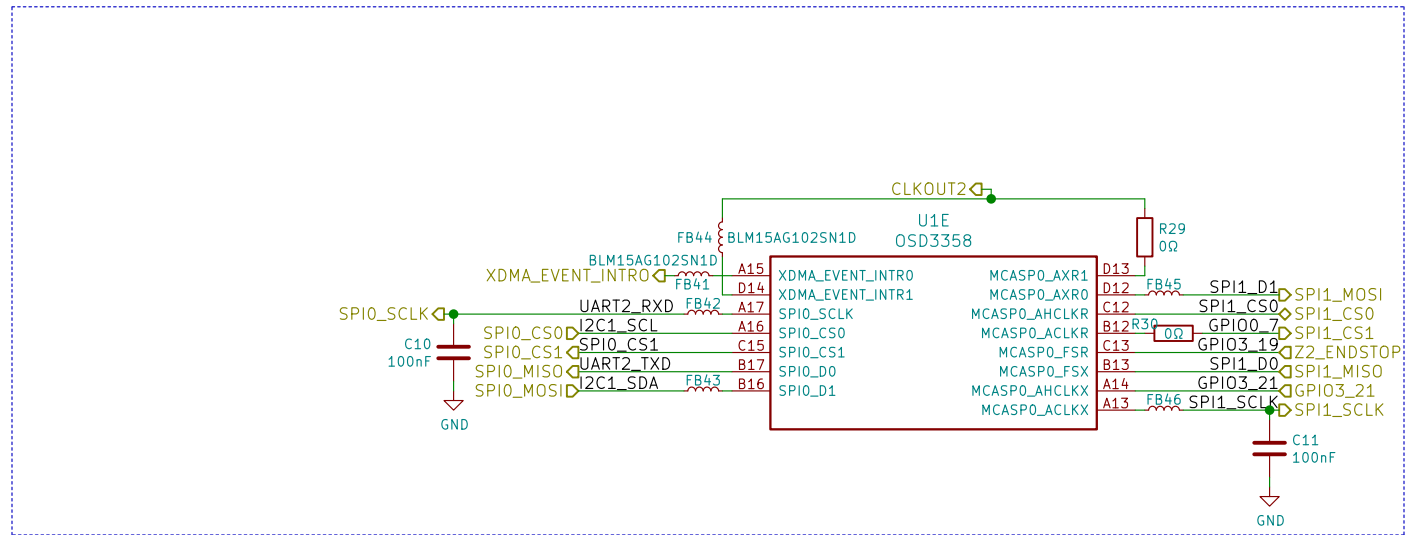 CLKOUT2
U1E
OSD3358
R29
0Ω
FB44 BLM15AG102SN1D
BLM15AG102SN1D
XDMA_EVENT_INTR0 FB41 A15 XDMA_EVENT_INTR0 MCASP0_AXR1 D13
D14 XDMA_EVENT_INTR1 MCASP0_AXR0 D12 FB45 SPI1_D1 SPI1_MOSI
SPI0_SCLK UART2_RXD FB42 A17 SPI0_SCLK MCASP0_AHCLKR C12 SPI1_CS0 SPI1_CS0
SPI0_CS0 I2C1_SCL A16 SPI0_CS0 MCASP0_ACLKR B12 R30 0Ω GPIO0_7 SPI1_CS1
SPI0_CS1 SPI0_CS1 C15 SPI0_CS1 MCASP0_FSR C13 GPIO3_19 Z2_ENDSTOP
SPI0_MISO UART2_TXD B17 SPI0_D0 MCASP0_FSX B13 SPI1_D0 SPI1_MISO
SPI0_MOSI I2C1_SDA FB43 B16 SPI0_D1 MCASP0_AHCLKX A14 GPIO3_21 GPIO3_21
MCASP0_ACLKX A13 FB46 SPI1_SCLK SPI1_SCLK
C10
100nF
GND
C11
100nF
GND